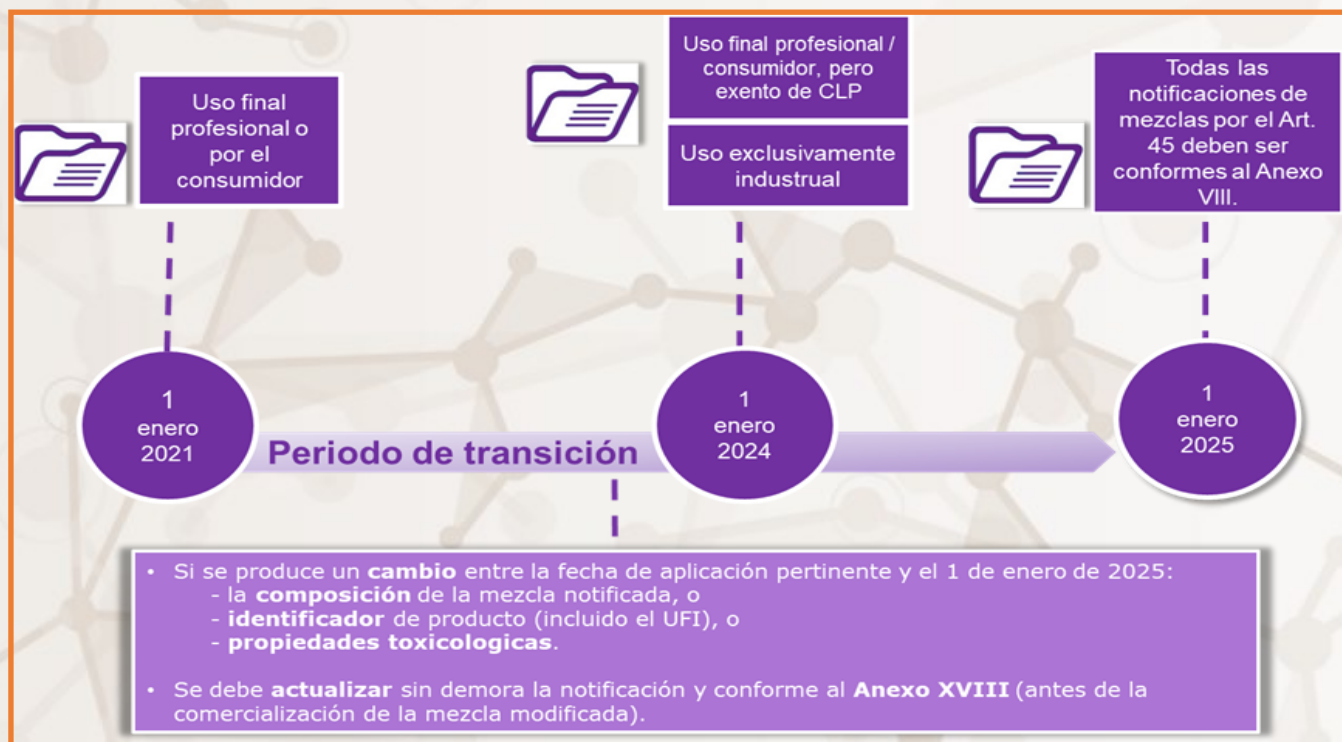 Uso final
profesional o
por el
consumidor
Uso final profesional /
consumidor, pero
exento de CLP
Uso exclusivamente
industrual
Todas las
notificaciones de
mezclas por el Art.
45 deben ser
conformes al Anexo
VIII.
1
enero
2021
Periodo de transición
1
enero
2024
1
enero
2025
• Si se produce un cambio entre la fecha de aplicación pertinente y el 1 de enero de 2025:
- la composición de la mezcla notificada, o
- identificador de producto (incluido el UFI), o
- propiedades toxicologicas.
• Se debe actualizar sin demora la notificación y conforme al Anexo XVIII (antes de la
comercialización de la mezcla modificada).